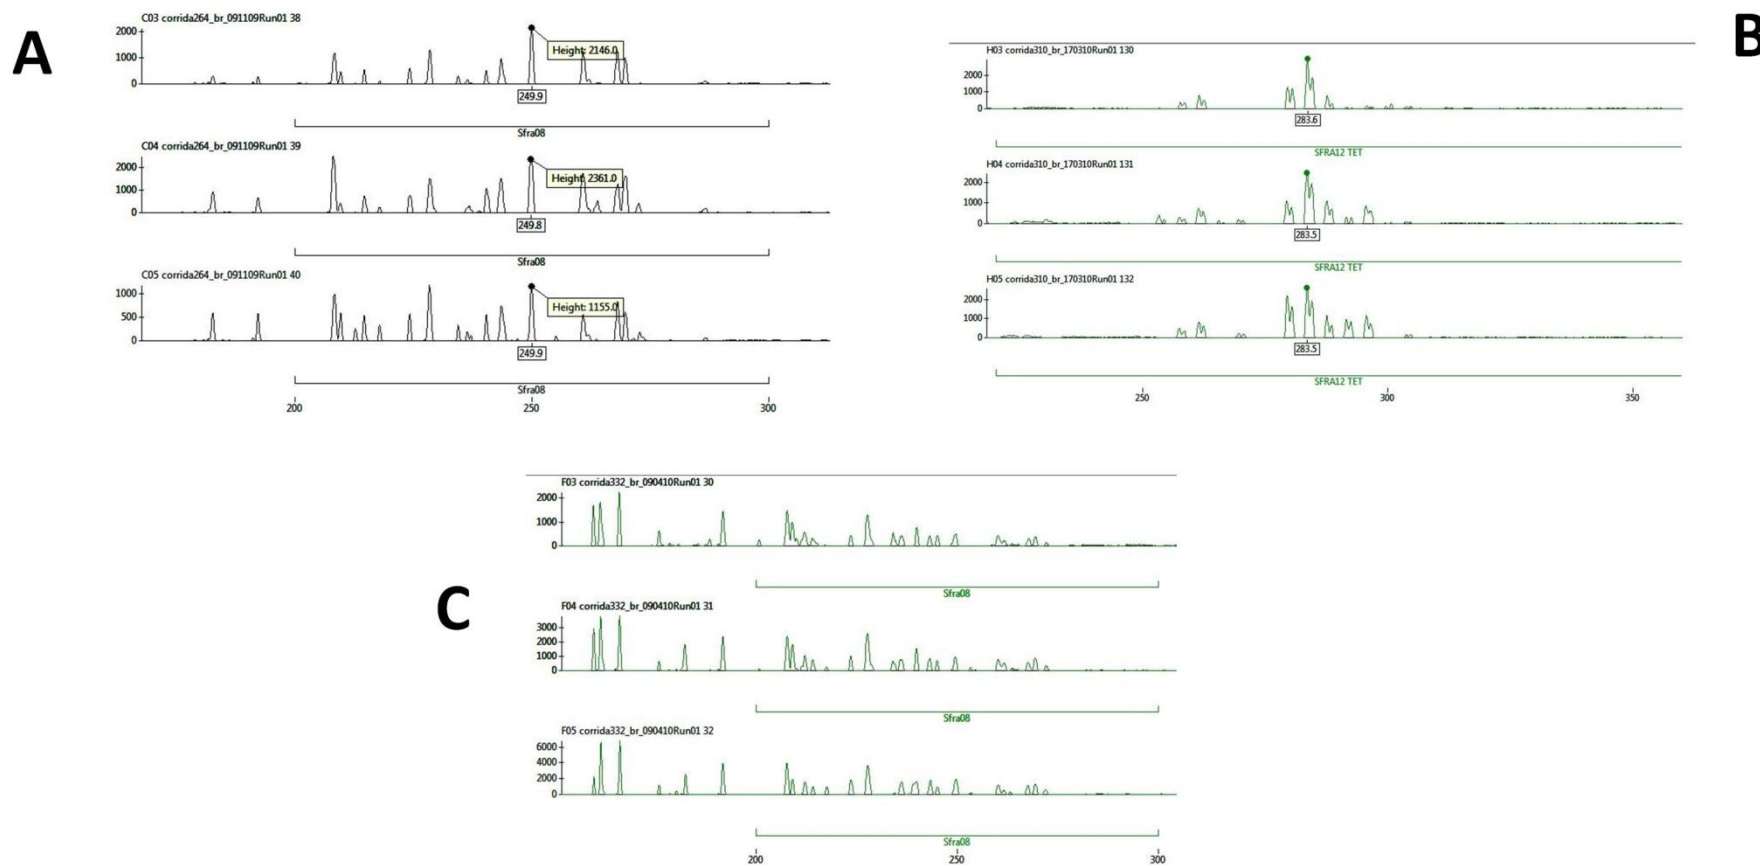 A
C03 corrida264_br_091109Run01 38
2000
1000
0
Height: 2146.0
249.9
Sfra08
C04 corrida264_br_091109Run01 39
2000
1000
0
Height: 2361.0
249.8
Sfra08
C05 corrida264_br_091109Run01 40
1000
500
0
Height: 1155.0
249.9
Sfra08
200 250 300
B
H03 corrida310_br_170310Run01 130
2000
1000
0
283.6
SFRA12 TET
H04 corrida310_br_170310Run01 131
2000
1000
0
283.5
SFRA12 TET
H05 corrida310_br_170310Run01 132
2000
1000
0
283.5
SFRA12 TET
250 300 350
C
F03 corrida332_br_090410Run01 30
2000
1000
0
Sfra08
F04 corrida332_br_090410Run01 31
3000
2000
1000
0
Sfra08
F05 corrida332_br_090410Run01 32
6000
4000
2000
0
Sfra08
200 250 300